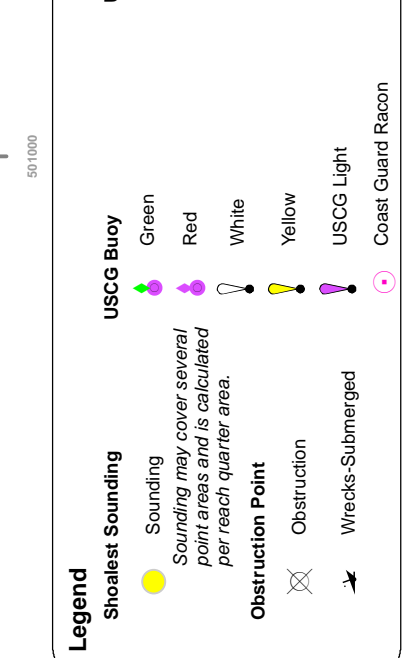 501000
Legend
Shoalest Sounding
Sounding
Sounding may cover several
point areas and is calculated
per reach quarter area.
Obstruction Point
Obstruction
Wrecks-Submerged
USCG Buoy
Green
Red
White
Yellow
USCG Light
Coast Guard Racon